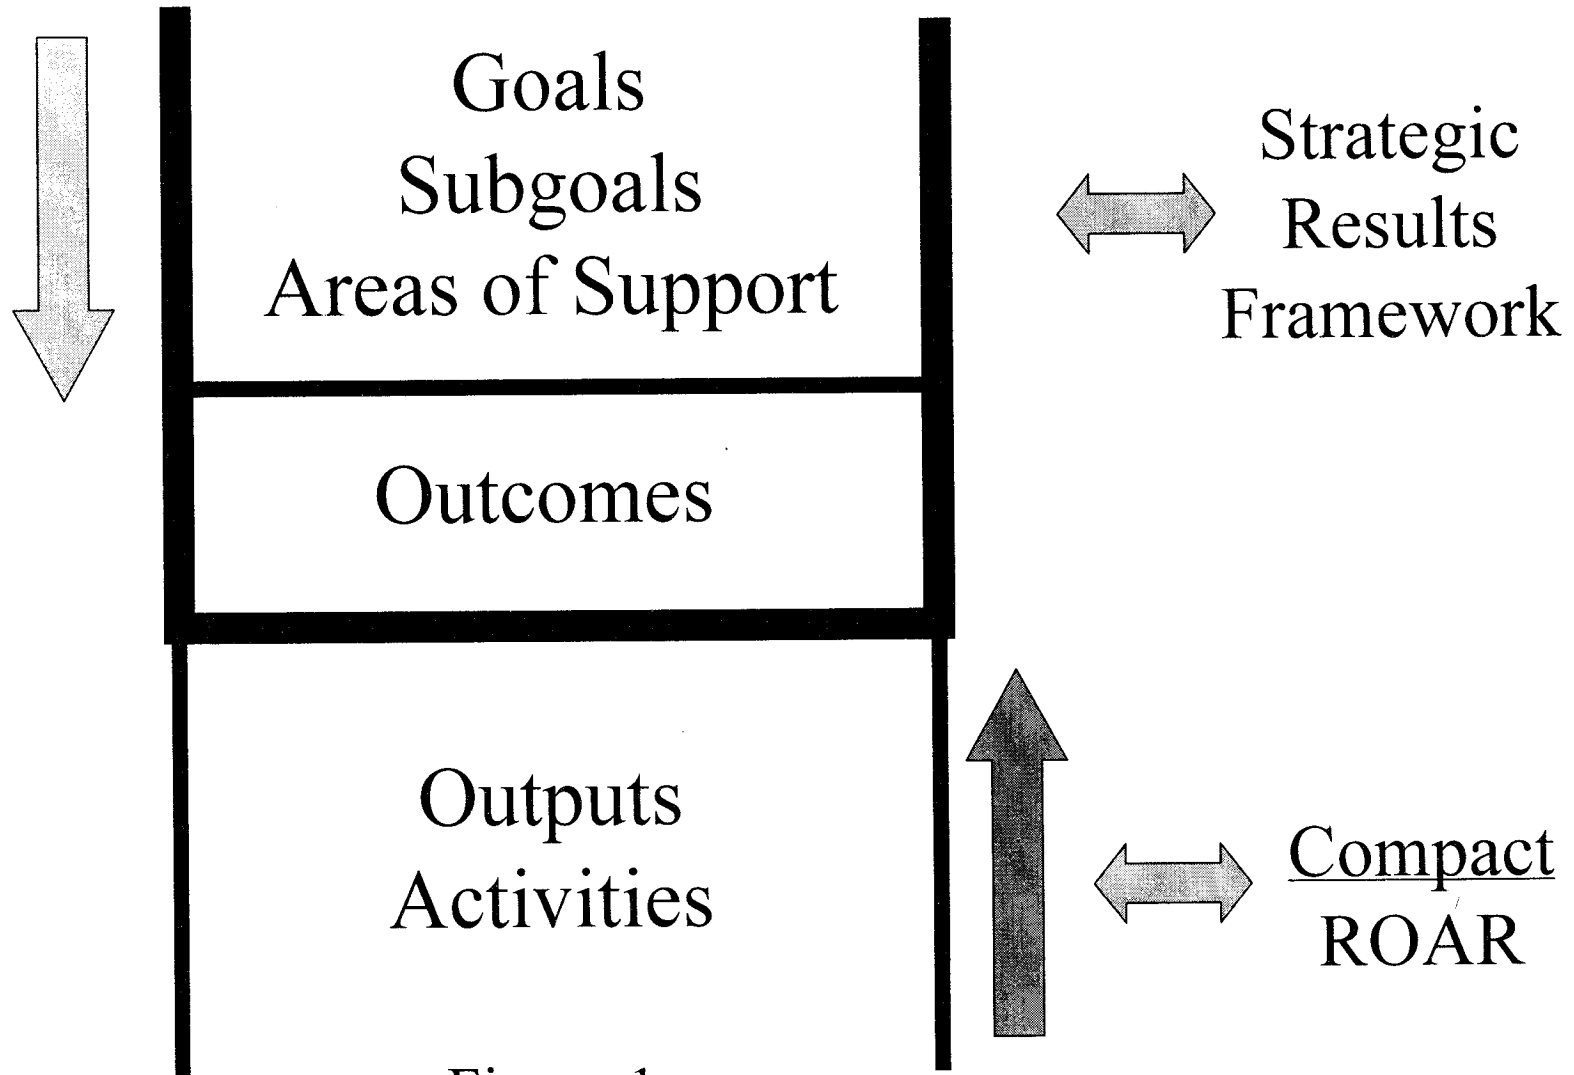 Goals
Subgoals
Areas of Support
Strategic
Results
Framework
Outcomes
Outputs
Activities
Compact
ROAR